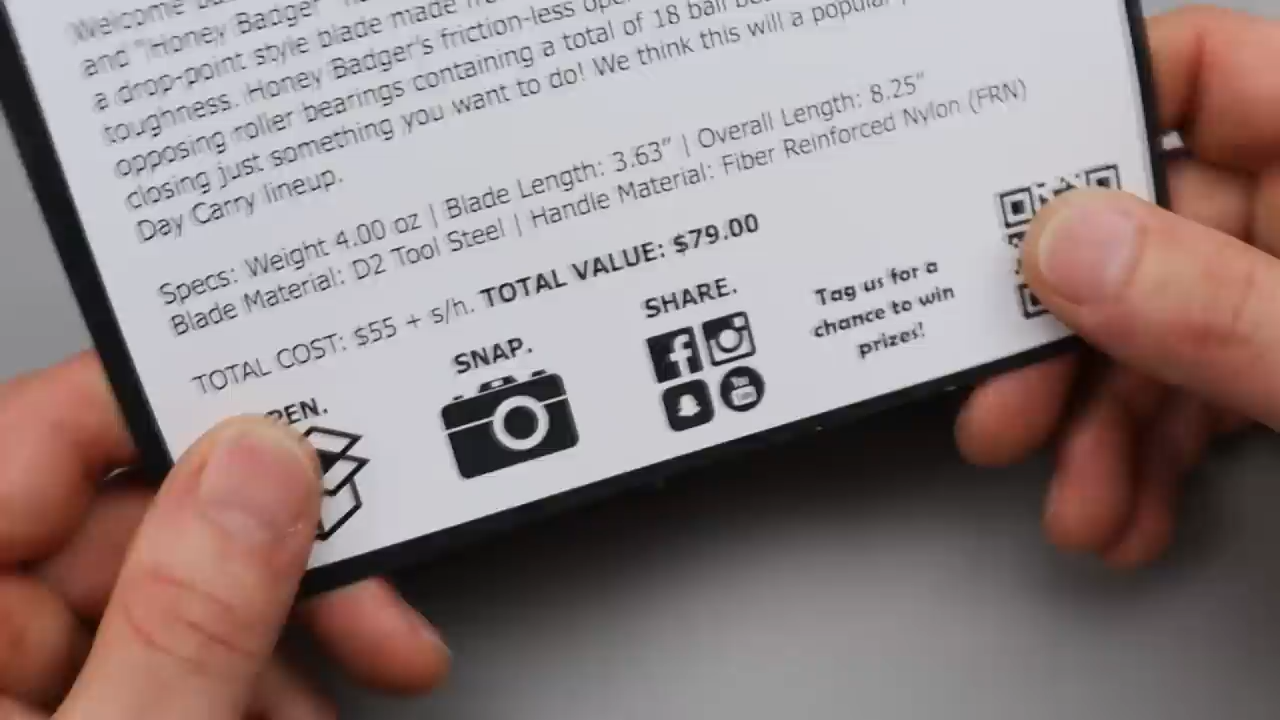 Welcome
and "Honey Badger"
a drop-point style blade made
toughness. Honey Badger's friction-less
opposing roller bearings containing a total of 18 ball
closing just something you want to do! We think this will a popular
Day Carry lineup.
Specs: Weight 4.00 oz | Blade Length: 3.63” | Overall Length: 8.25”
Blade Material: D2 Tool Steel | Handle Material: Fiber Reinforced Nylon (FRN)
TOTAL COST: $55 + s/h. TOTAL VALUE: $79.00
SNAP.
SHARE.
Tag us for a
chance to win
prizes!
You